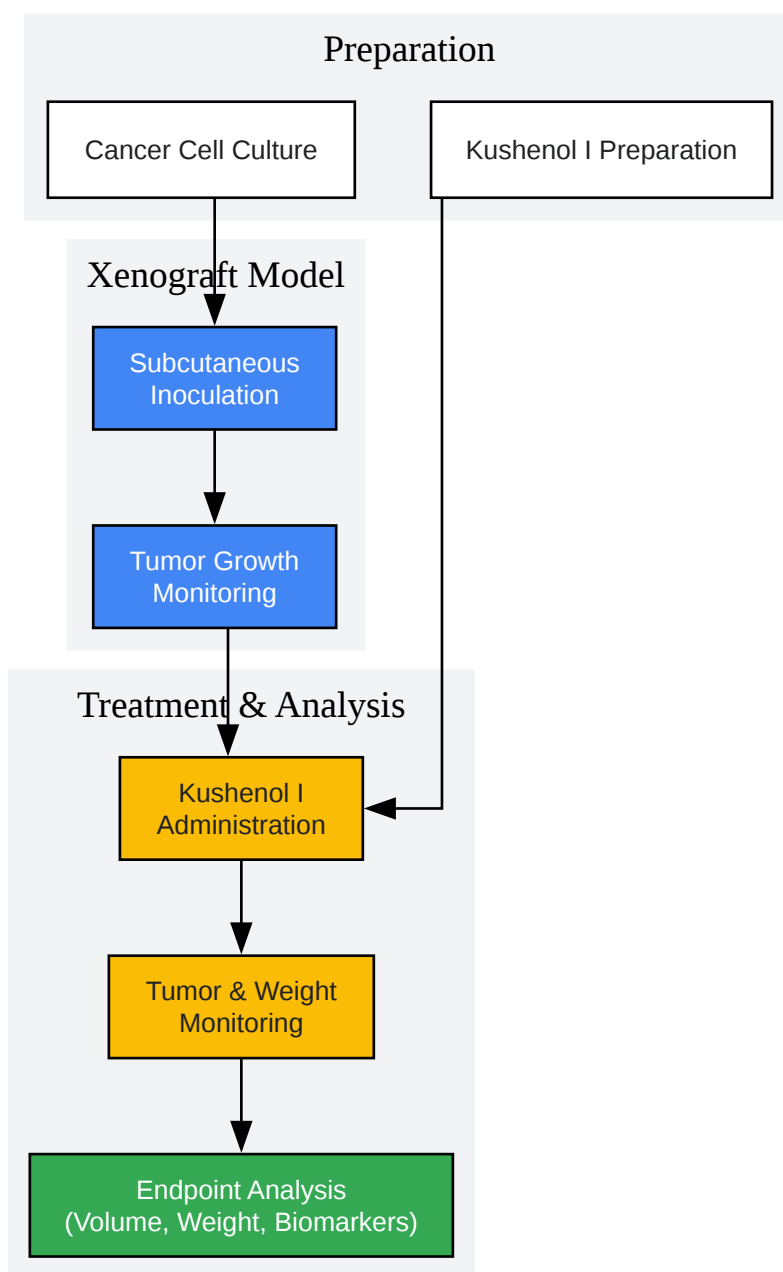 Preparation
Cancer Cell Culture
Kushenol I Preparation
Xenograft Model
Subcutaneous
Inoculation
Tumor Growth
Monitoring
Treatment & Analysis
Kushenol I
Administration
Tumor & Weight
Monitoring
Endpoint Analysis
(Volume, Weight, Biomarkers)